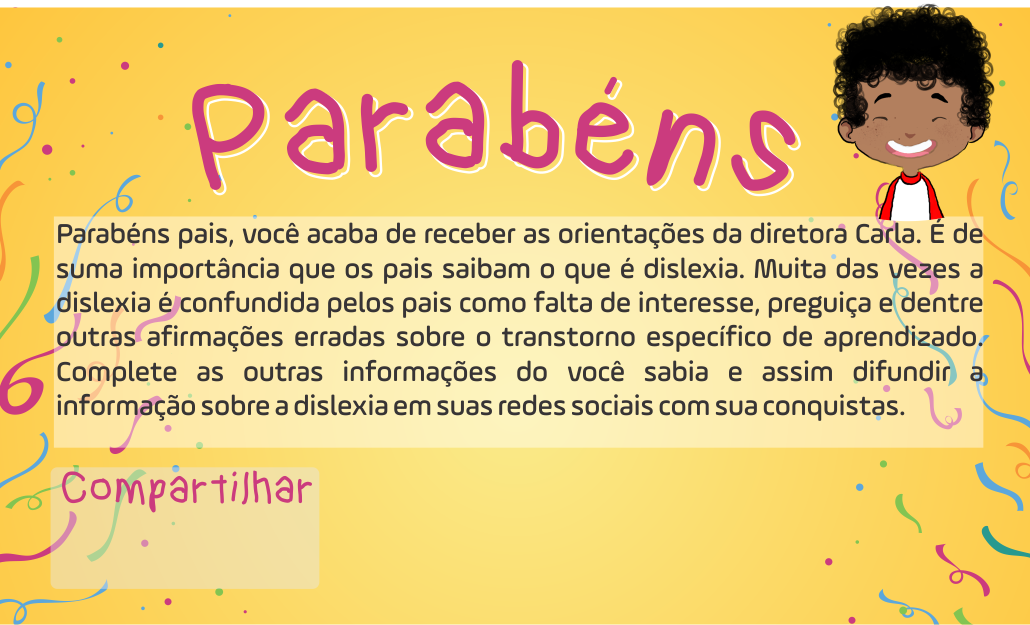 Parabéns
Parabéns pais, você acaba de receber as orientações da diretora Carla. É de
suma importância que os pais saibam o que é dislexia. Muita das vezes a
dislexia é confundida pelos pais como falta de interesse, preguiça e dentre
outras afirmações erradas sobre o transtorno específico de aprendizado.
Complete as outras informações do você sabia e assim difundir a
informação sobre a dislexia em suas redes sociais com sua conquistas.
Compartilhar